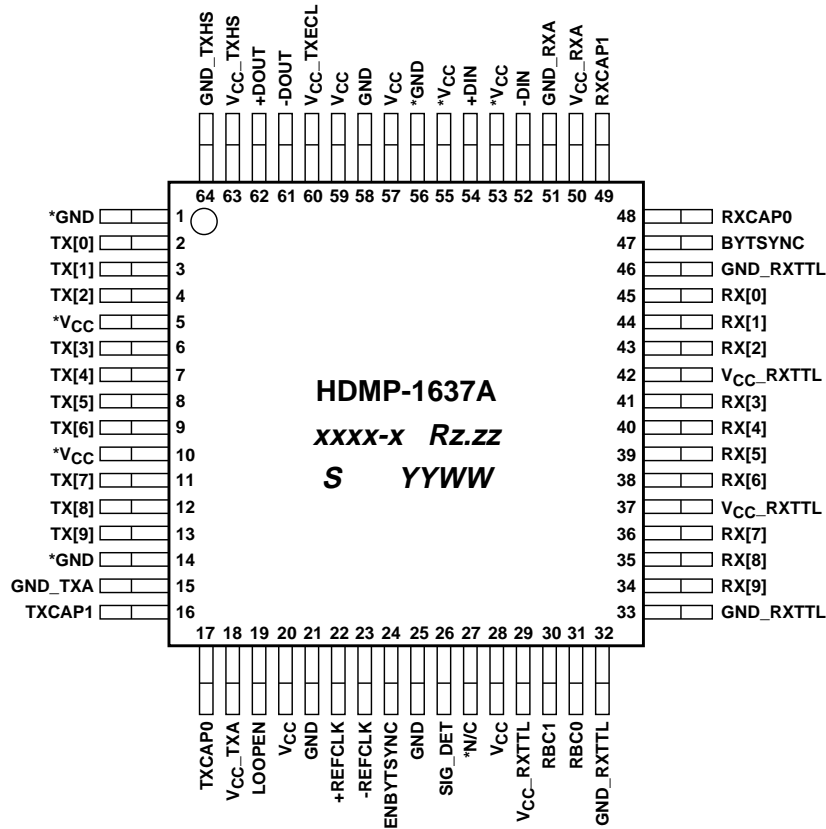 GND_TXHS
VCC_TXHS
+DOUT
-DOUT
VCC_TXECL
VCC
GND
VCC
*GND
*VCC
+DIN
*VCC
-DIN
GND_RXA
VCC_RXA
RXCAP1
64 63 62 61 60 59 58 57 56 55 54 53 52 51 50 49
*GND 1
TX[0] 2
TX[1] 3
TX[2] 4
*VCC 5
TX[3] 6
TX[4] 7
TX[5] 8
TX[6] 9
*VCC 10
TX[7] 11
TX[8] 12
TX[9] 13
*GND 14
GND_TXA 15
TXCAP1 16
HDMP-1637A
xxxx-x Rz.zz
S YYWW
48 RXCAP0
47 BYTSYNC
46 GND_RXTTL
45 RX[0]
44 RX[1]
43 RX[2]
42 VCC_RXTTL
41 RX[3]
40 RX[4]
39 RX[5]
38 RX[6]
37 VCC_RXTTL
36 RX[7]
35 RX[8]
34 RX[9]
33 GND_RXTTL
17 18 19 20 21 22 23 24 25 26 27 28 29 30 31 32
TXCAP0
VCC_TXA
LOOPEN
VCC
GND
+REFCLK
-REFCLK
ENBYTSYNC
GND
SIG_DET
*N/C
VCC
VCC_RXTTL
RBC1
RBC0
GND_RXTTL